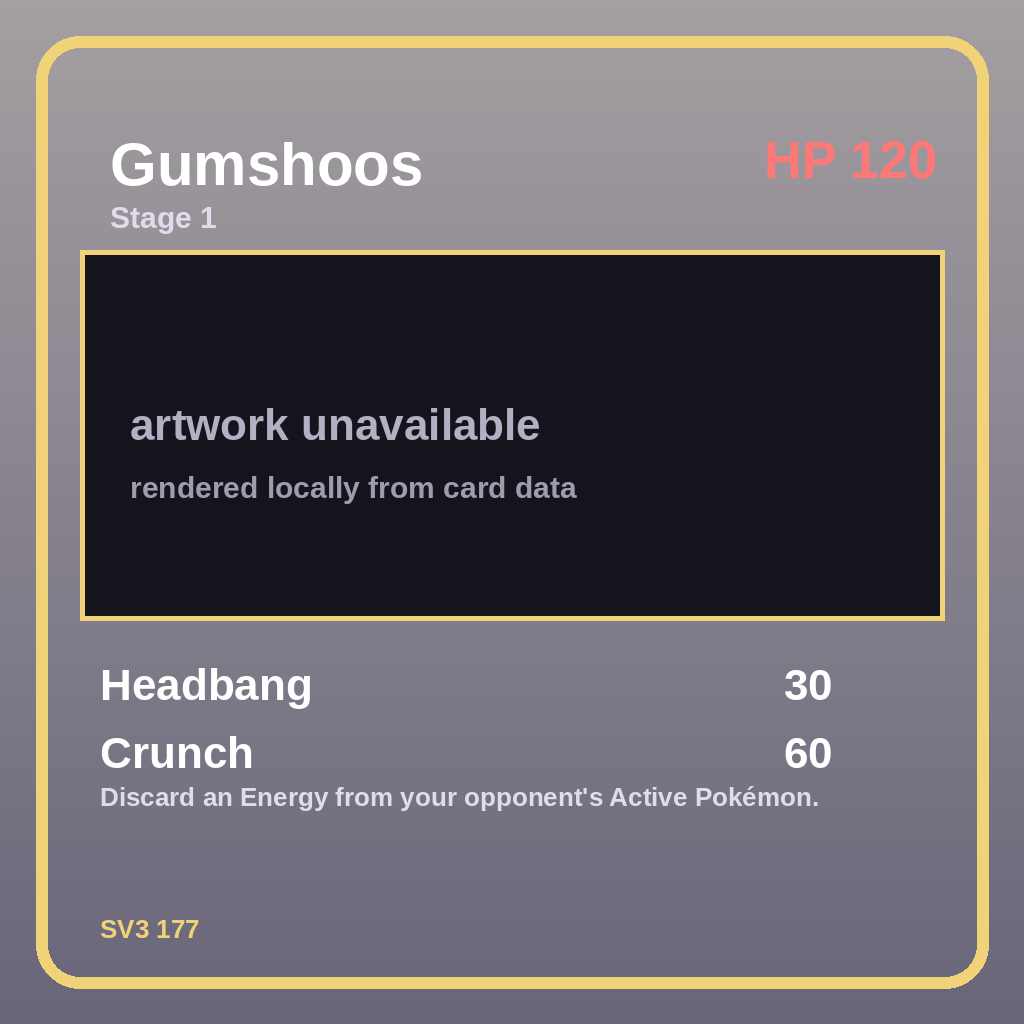 Gumshoos
HP 120
Stage 1
artwork unavailable
rendered locally from card data
Headbang 30
Crunch 60
Discard an Energy from your opponent's Active Pokémon.
SV3 177